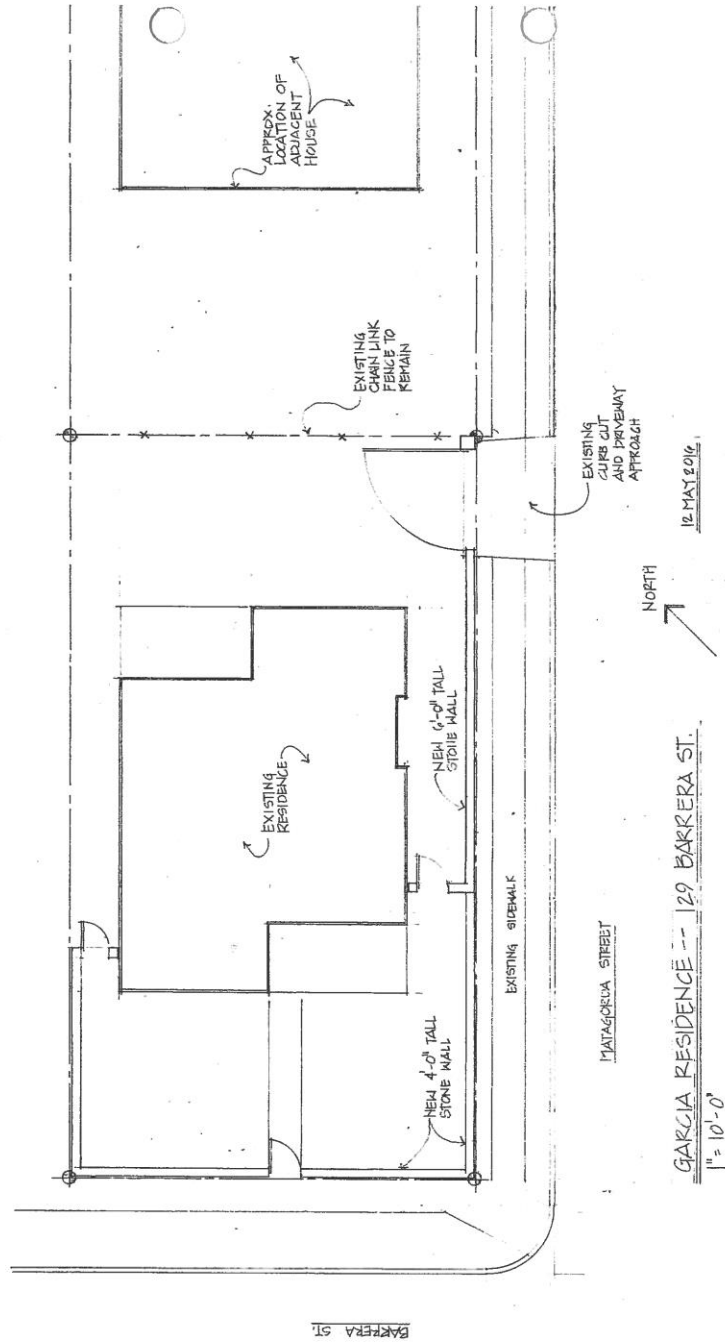 APPROX.
LOCATION OF
ADJACENT
HOUSE
EXISTING
CHAIN LINK
FENCE TO
REMAIN
EXISTING
CURB CUT
AND DRIVEWAY
APPROACH
EXISTING
RESIDENCE
NEW 6'-0" TALL
STONE WALL
NEW 4'-0" TALL
STONE WALL
EXISTING SIDEWALK
MATAGORDA STREET
BARRERA ST.
NORTH
12 MAY 2016
GARCIA RESIDENCE -- 129 BARRERA ST.
1" = 10'-0"